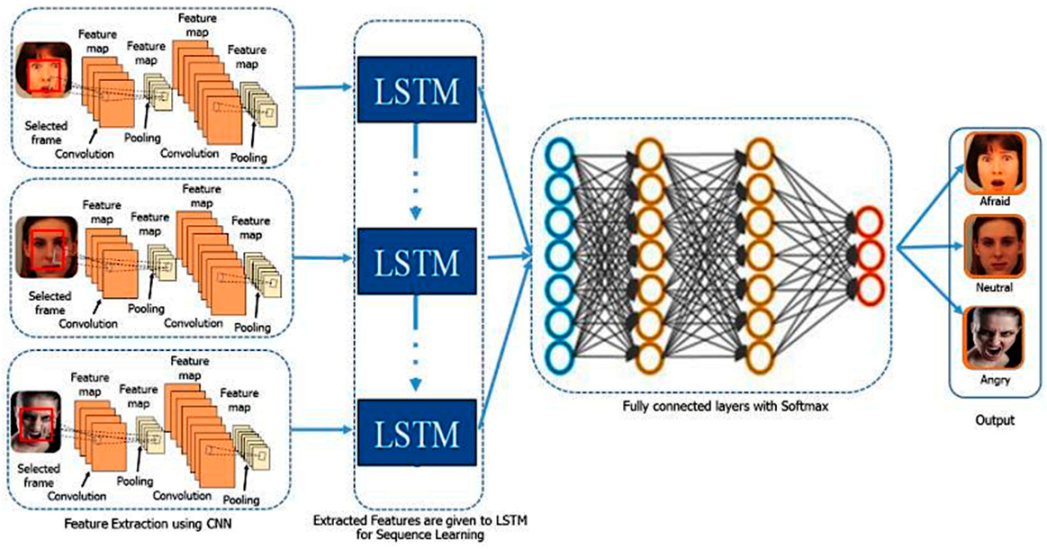 Feature
map
Feature
map
Feature
map
Feature
map
Selected
frame
Convolution
Pooling
Convolution
Pooling
Feature
map
Feature
map
Feature
map
Feature
map
Selected
frame
Convolution
Pooling
Convolution
Pooling
Feature
map
Feature
map
Feature
map
Feature
map
Selected
frame
Convolution
Pooling
Convolution
Pooling
Feature Extraction using CNN
LSTM
LSTM
LSTM
Extracted Features are given to LSTM
for Sequence Learning
Fully connected layers with Softmax
Afraid
Neutral
Angry
Output